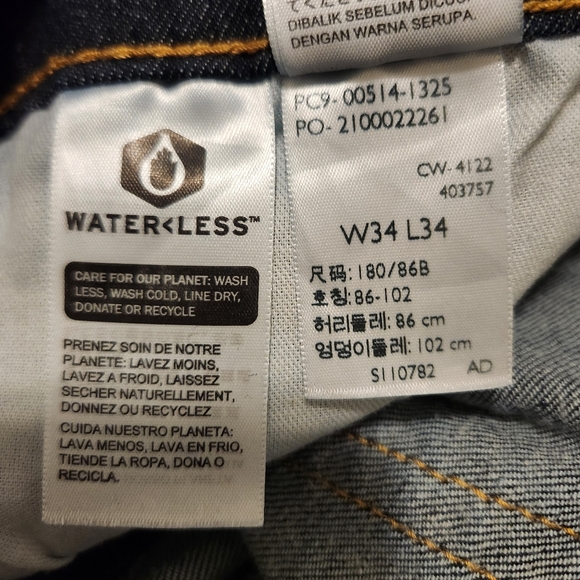 DIBALIK SEBELUM DICUCI
DENGAN WARNA SERUPA.
WATER<LESS™
CARE FOR OUR PLANET: WASH
LESS, WASH COLD, LINE DRY,
DONATE OR RECYCLE
PRENEZ SOIN DE NOTRE
PLANETE: LAVEZ MOINS,
LAVEZ A FROID, LAISSEZ
SECHER NATURELLEMENT,
DONNEZ OU RECYCLEZ
CUIDA NUESTRO PLANETA:
LAVA MENOS, LAVA EN FRIO,
TIENDE LA ROPA, DONA O
RECICLA.
PC9-00514-1325
PO-2100022261
CW-4122
403757
W34 L34
尺码: 180/86B
호칭:86-102
허리둘레: 86 cm
엉덩이둘레: 102 cm
S110782 AD